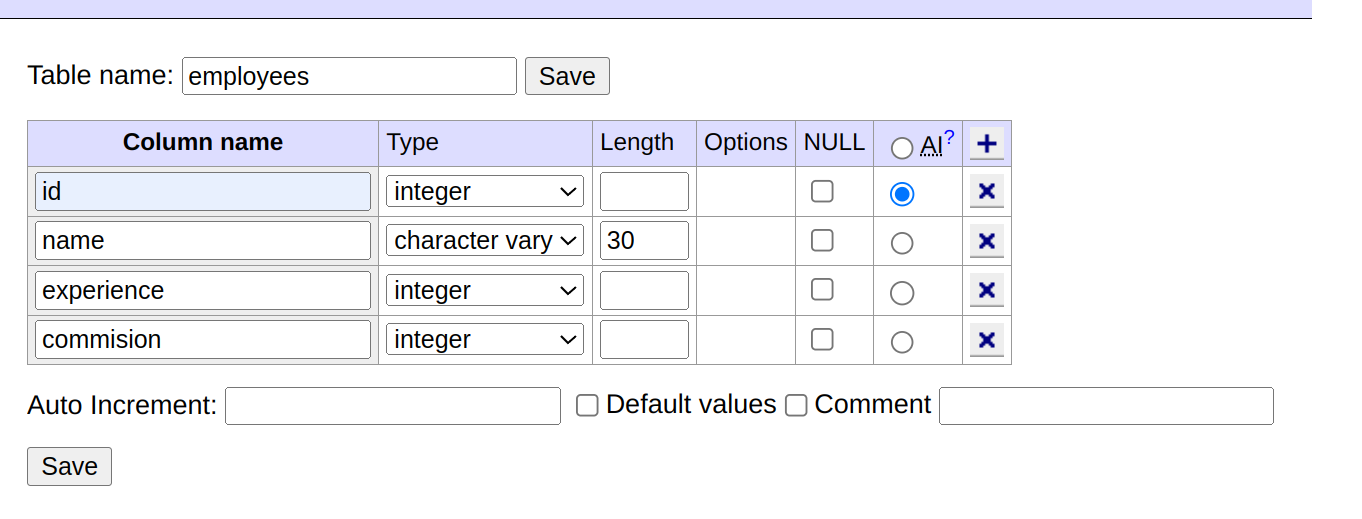 Table name: employees Save
Column name Type Length Options NULL AI? +
id integer
name character vary 30
experience integer
commision integer
Auto Increment: Default values Comment
Save